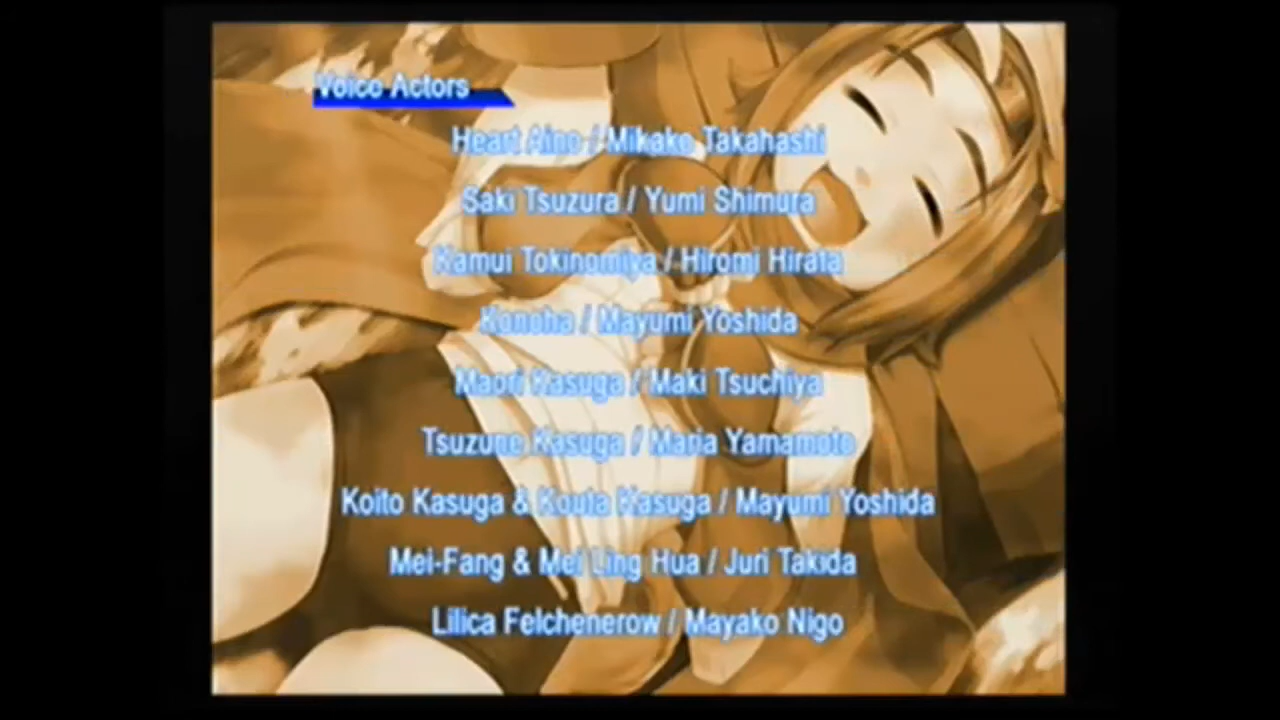 Voice Actors
Heart Aino / Mikako Takahashi
Saki Tsuzura / Yumi Shimura
Kamui Tokinomiya / Hiromi Hirata
Konoha / Mayumi Yoshida
Maori Kasuga / Maki Tsuchiya
Tsuzune Kasuga / Maria Yamamoto
Koito Kasuga & Kouta Kasuga / Mayumi Yoshida
Mei-Fang & Mei Ling Hua / Juri Takida
Lilica Felchenerow / Mayako Nigo